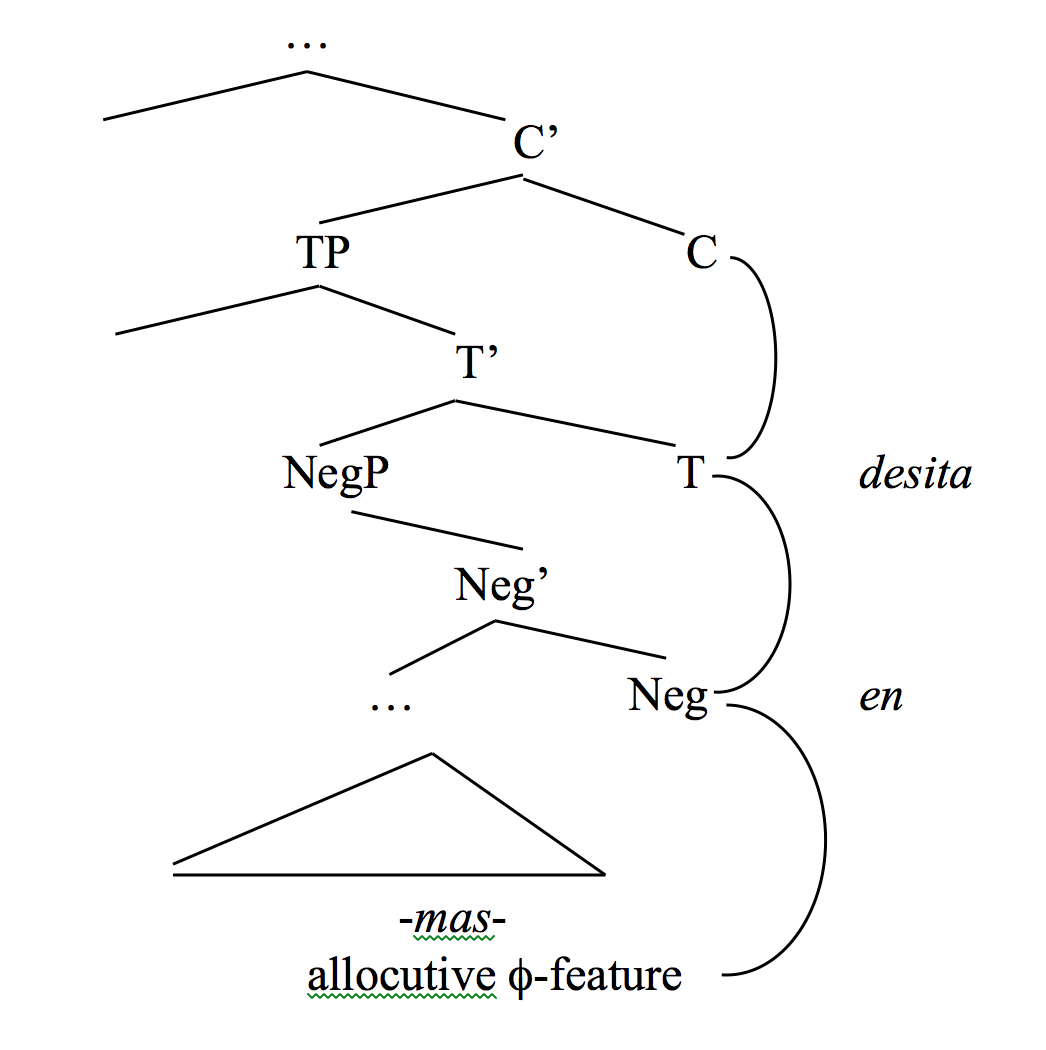 …
C’
TP C
T’
NegP T desita
Neg’
… Neg en
-mas-
allocutive ϕ-feature